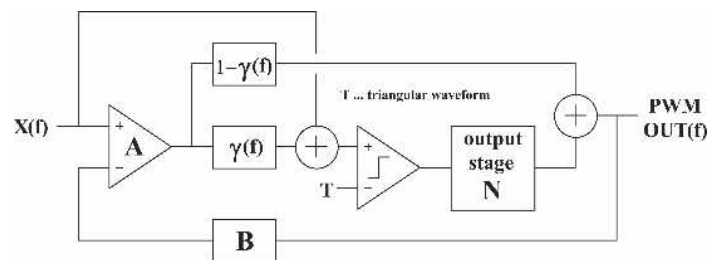 1−γ(f)
T ... triangular waveform
X(f)
+
A
−
γ(f)
+
+
−
T
output
stage
N
+
PWM
OUT(f)
B